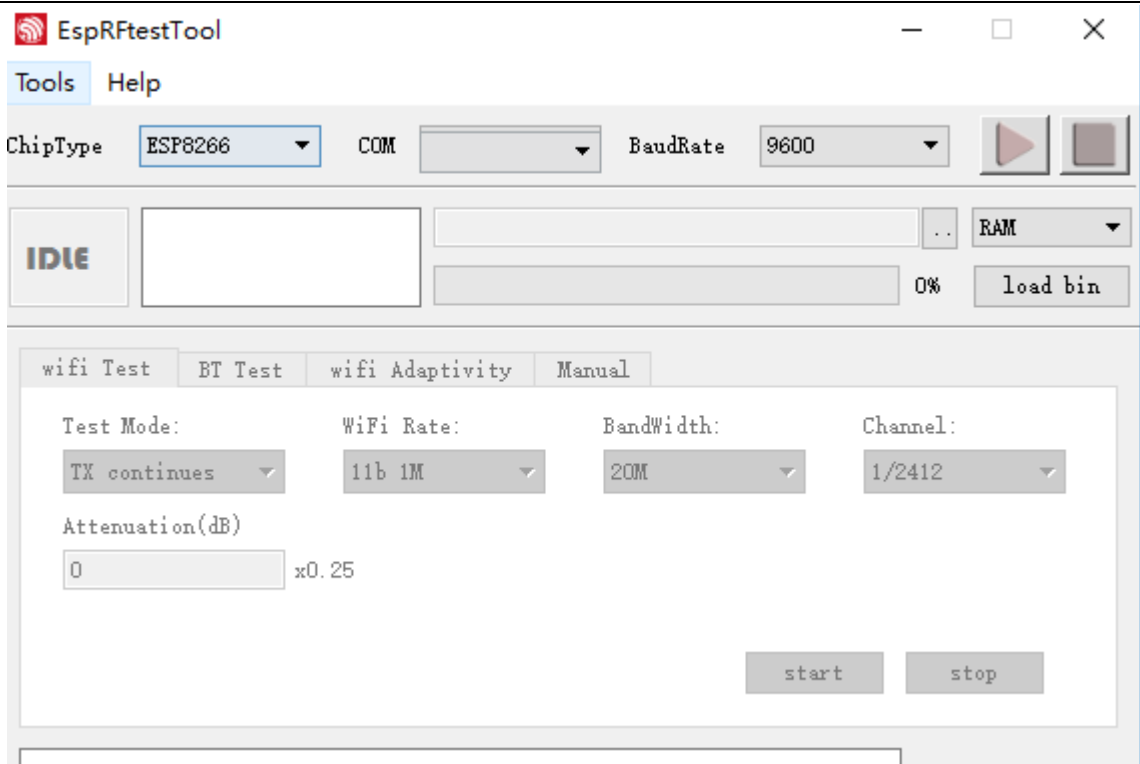 EspRFtestTool
Tools Help
ChipType ESP8266 COM BaudRate 9600
IDLE .. RAM
0% load bin
wifi Test BT Test wifi Adaptivity Manual
Test Mode: WiFi Rate: BandWidth: Channel:
TX continues 11b 1M 20M 1/2412
Attenuation(dB)
0 x0.25
start stop